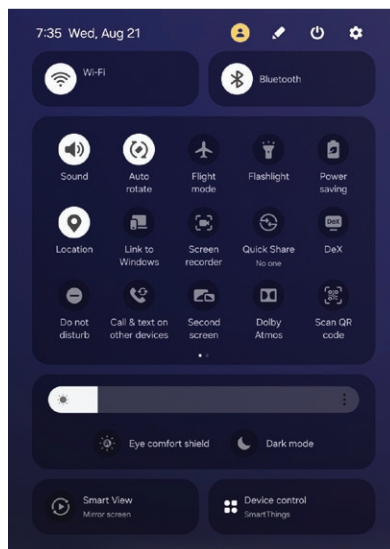 7:35 Wed, Aug 21
Wi-Fi
Bluetooth
Sound
Auto
rotate
Flight
mode
Flashlight
Power
saving
Location
Link to
Windows
Screen
recorder
Quick Share
No one
DeX
DeX
Do not
disturb
Call & text on
other devices
Second
screen
Dolby
Atmos
Scan QR
code
Eye comfort shield
Dark mode
Smart View
Mirror screen
Device control
SmartThings